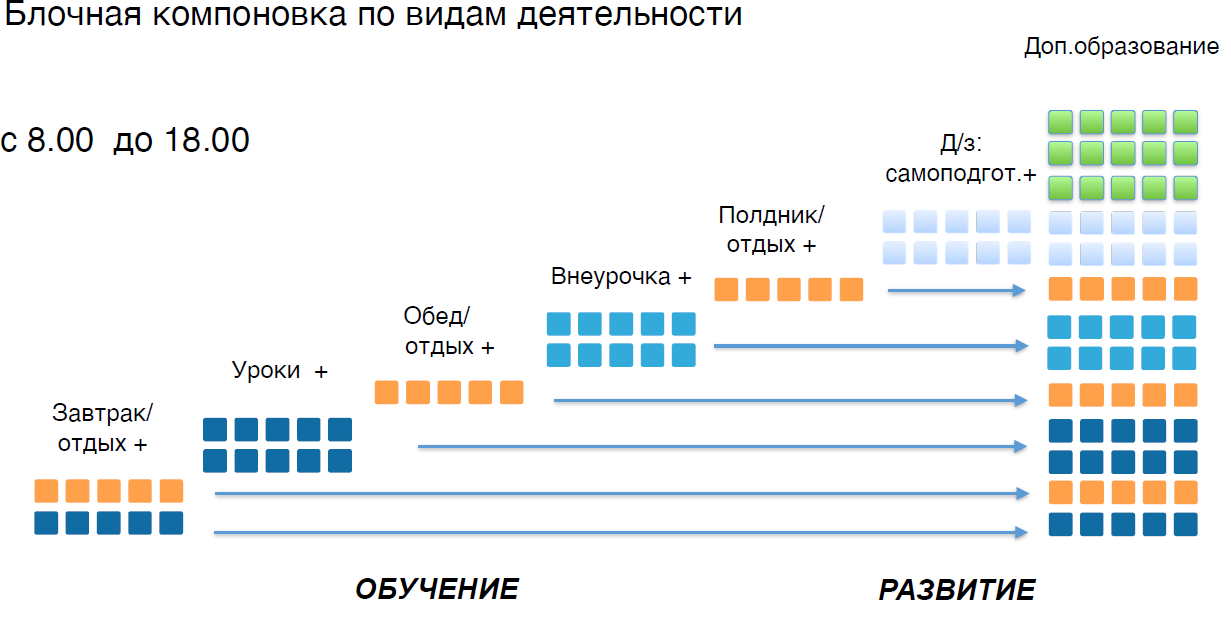 Блочная компоновка по видам деятельности
Доп.образование
с 8.00 до 18.00
Д/з:
самоподгот.+
Полдник/
отдых +
Внеурочка +
Обед/
отдых +
Уроки +
Завтрак/
отдых +
ОБУЧЕНИЕ
РАЗВИТИЕ